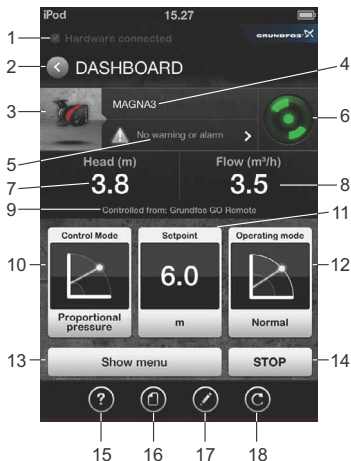 iPod 15.27
1 Hardware connected GRUNDFOS
2 DASHBOARD
4
3 MAGNA3
6
5 No warning or alarm
Head (m) Flow (m³/h)
7 3.8 3.5 8
9 Controlled from: Grundfos GO Remote
11
Control Mode Setpoint Operating mode
10 6.0 12
Proportional pressure m Normal
13 Show menu STOP 14
?
15 16 17 18